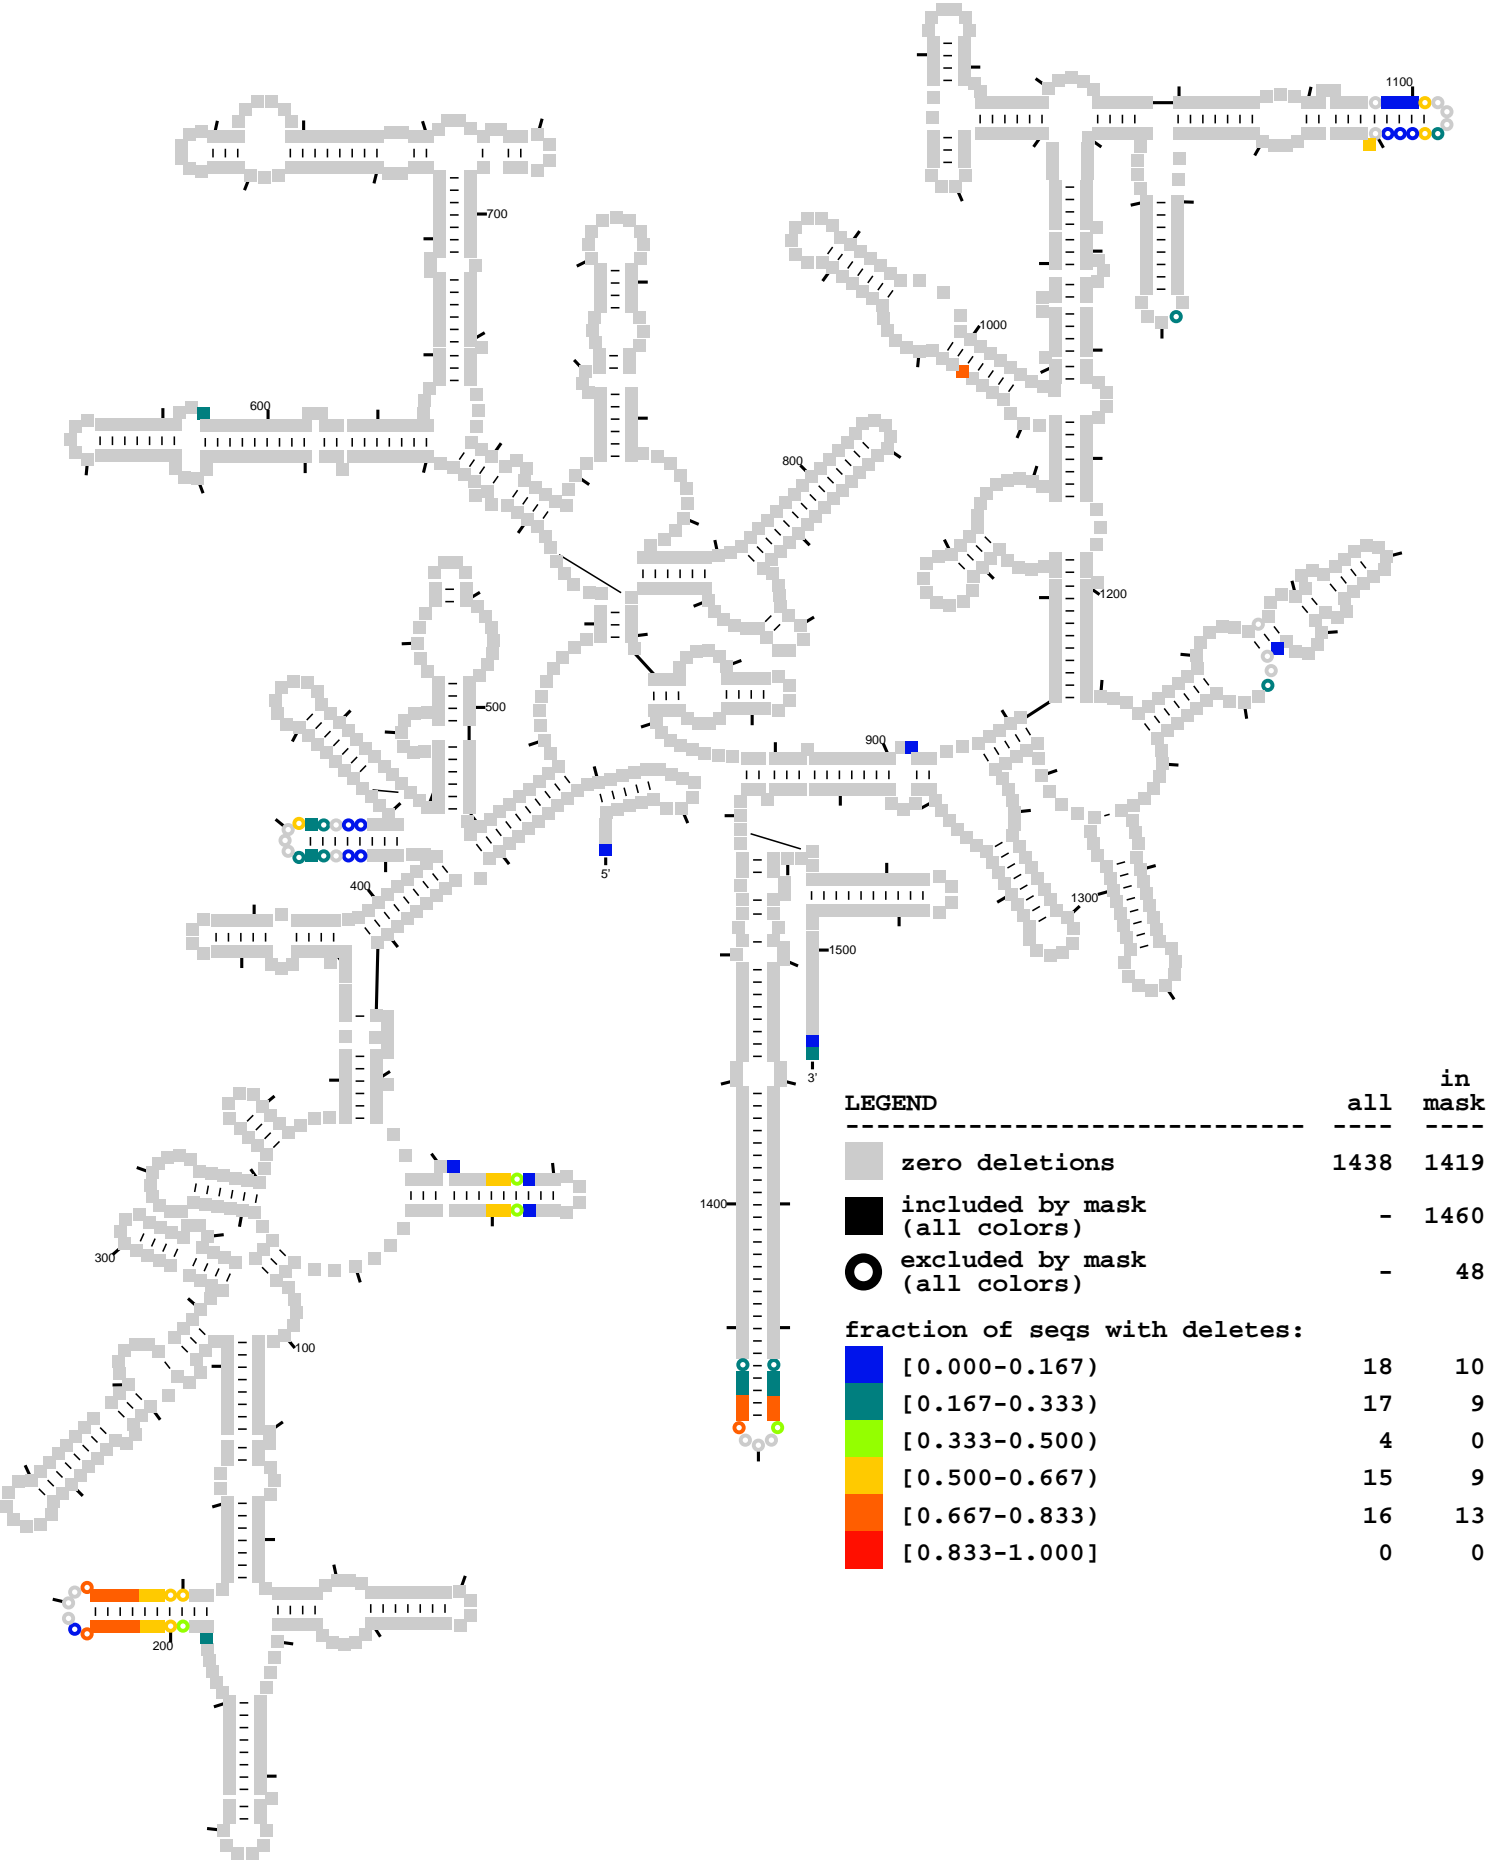 1100
700
1000
600
800
1200
500
900
5'
400
1300
1500
3'
1400
300
100
200
in
LEGEND all mask
------------------------------ ---- ----
zero deletions 1438 1419
included by mask
(all colors) - 1460
excluded by mask
(all colors) - 48
fraction of seqs with deletes:
[0.000-0.167) 18 10
[0.167-0.333) 17 9
[0.333-0.500) 4 0
[0.500-0.667) 15 9
[0.667-0.833) 16 13
[0.833-1.000] 0 0